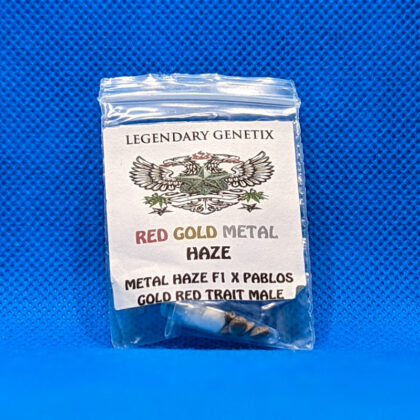 LEGENDARY GENETIX
RED GOLD METAL
HAZE
METAL HAZE F1 X PABLOS
GOLD RED TRAIT MALE